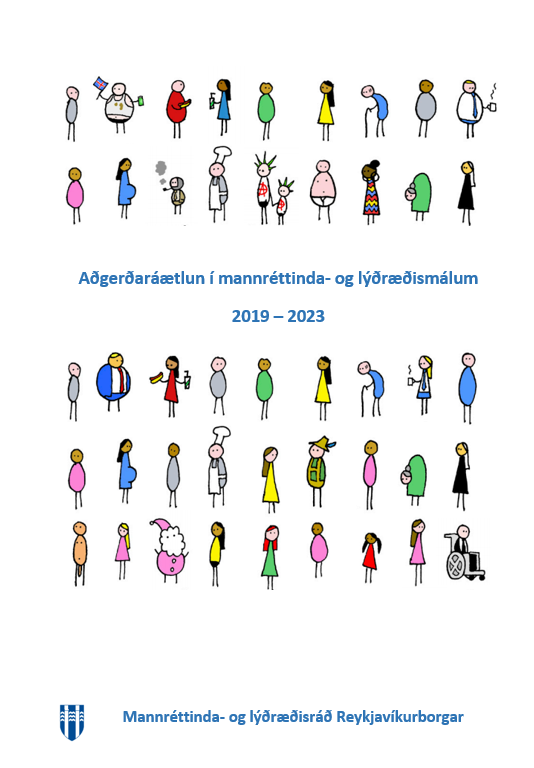 Aðgerðaráætlun í mannréttinda- og lýðræðismálum
2019 – 2023
Mannréttinda- og lýðræðisráð Reykjavíkurborgar